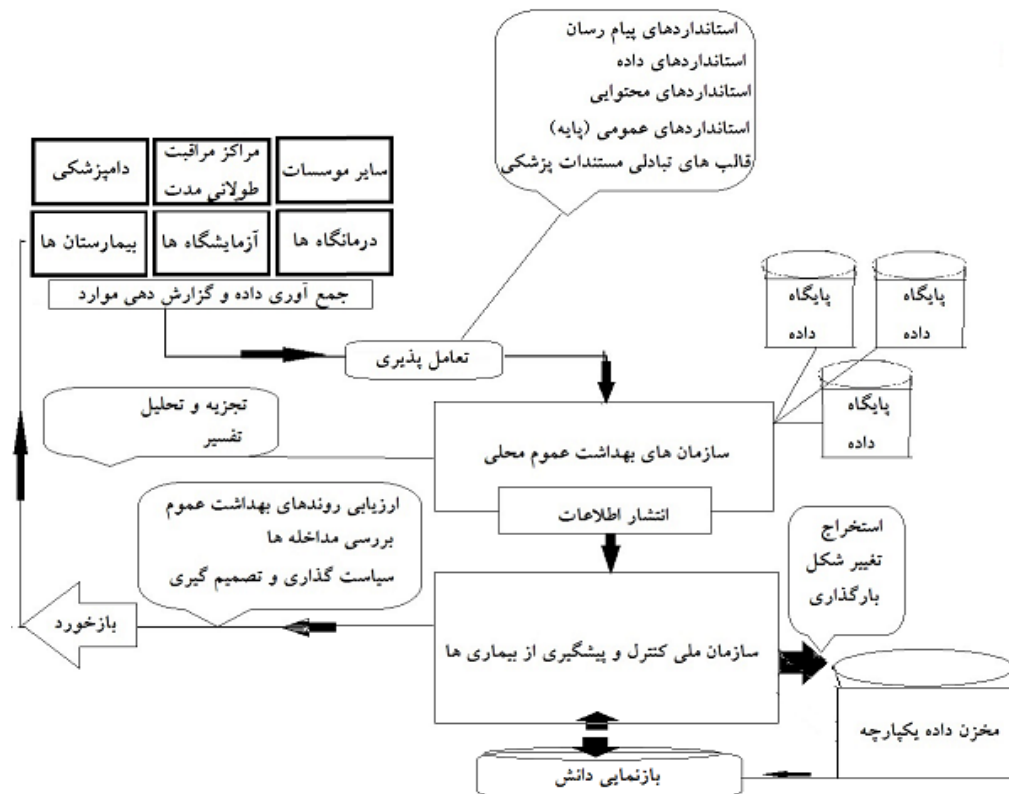 استانداردهای پیام رسان
استانداردهای داده
استانداردهای محتوایی
استانداردهای عمومی (پایه)
قالب های تبادلی مستندات پزشکی
سایر موسسات
مراکز مراقبت
طولانی مدت
دامپزشکی
درمانگاه ها
آزمایشگاه ها
بیمارستان ها
جمع آوری داده و گزارش دهی موارد
تعامل پذیری
پایگاه
داده
پایگاه
داده
پایگاه
داده
سازمان های بهداشت عموم محلی
تجزیه و تحلیل
تفسیر
انتشار اطلاعات
ارزیابی روندهای بهداشت عموم
بررسی مداخله ها
سیاست گذاری و تصمیم گیری
بازخورد
سازمان ملی کنترل و پیشگیری از بیماری ها
استخراج
تغییر شکل
بارگذاری
مخزن داده یکپارچه
بازنمایی دانش